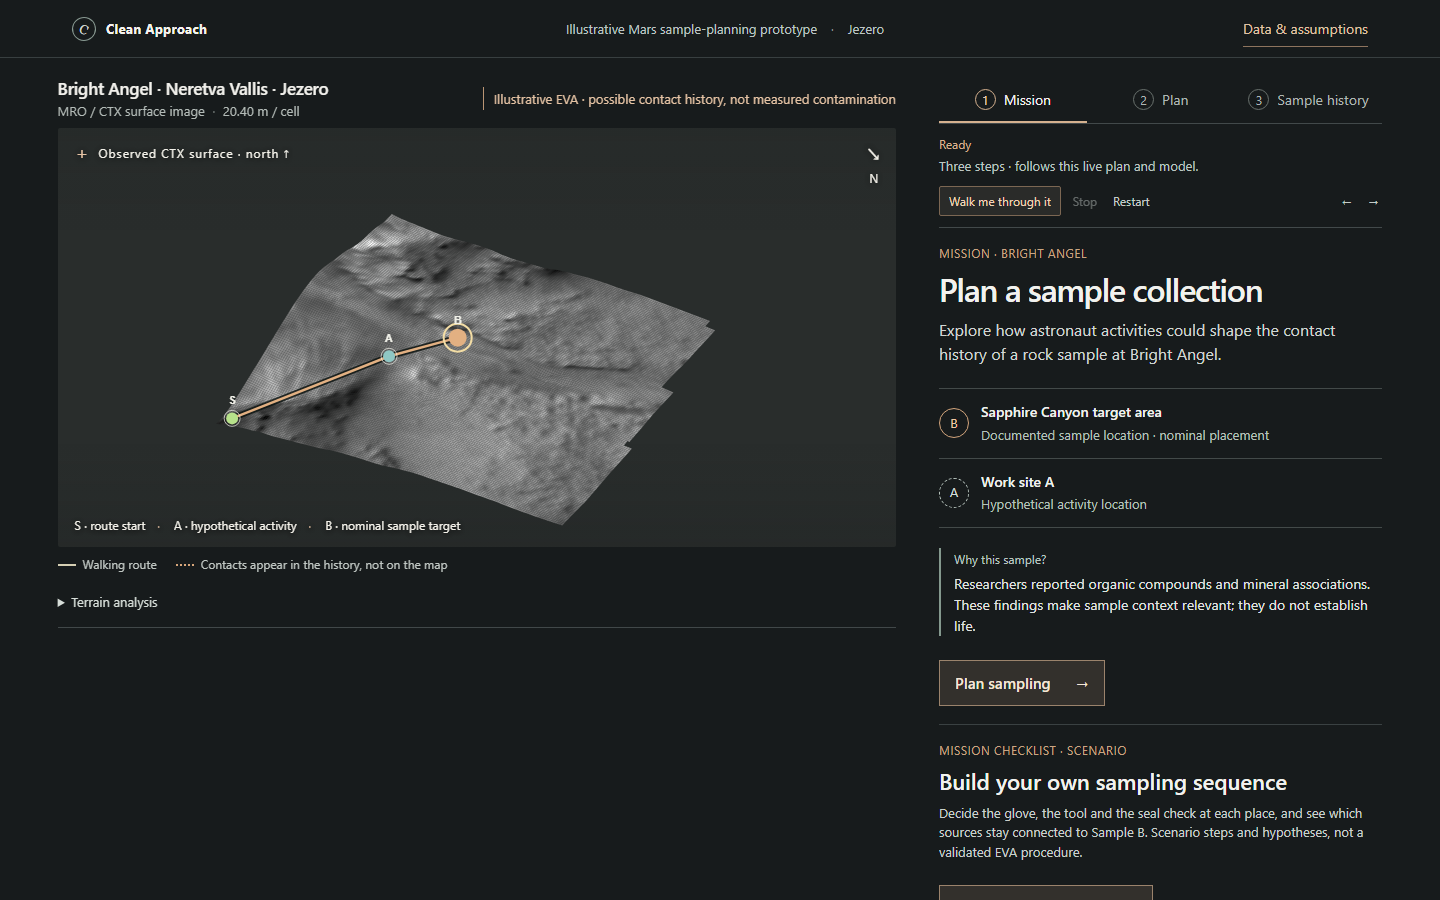 C Clean Approach
Illustrative Mars sample-planning prototype · Jezero
Data & assumptions
Bright Angel · Neretva Vallis · Jezero
MRO / CTX surface image · 20.40 m / cell
Illustrative EVA · possible contact history, not measured contamination
+ Observed CTX surface · north ↑
↘
N
B
A
S
S · route start · A · hypothetical activity · B · nominal sample target
Walking route
Contacts appear in the history, not on the map
▶ Terrain analysis
1 Mission
2 Plan
3 Sample history
Ready
Three steps · follows this live plan and model.
Walk me through it Stop Restart ← →
MISSION · BRIGHT ANGEL
Plan a sample collection
Explore how astronaut activities could shape the contact
history of a rock sample at Bright Angel.
B
Sapphire Canyon target area
Documented sample location · nominal placement
A
Work site A
Hypothetical activity location
Why this sample?
Researchers reported organic compounds and mineral associations.
These findings make sample context relevant; they do not establish
life.
Plan sampling →
MISSION CHECKLIST · SCENARIO
Build your own sampling sequence
Decide the glove, the tool and the seal check at each place, and see which
sources stay connected to Sample B. Scenario steps and hypotheses, not a
validated EVA procedure.